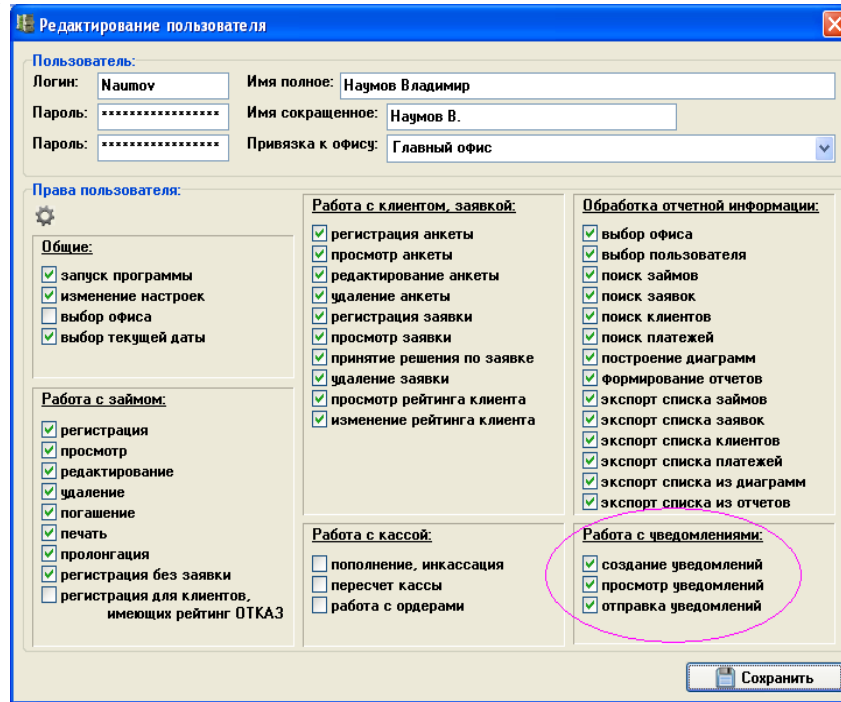 Редактирование пользователя
Пользователь:
Логин: Naumov Имя полное: Наумов Владимир
Пароль: ***************** Имя сокращенное: Наумов В.
Пароль: ***************** Привязка к офису: Главный офис
Права пользователя:
Общие:
запуск программы
изменение настроек
выбор офиса
выбор текущей даты
Работа с займом:
регистрация
просмотр
редактирование
удаление
погашение
печать
пролонгация
регистрация без заявки
регистрация для клиентов,
имеющих рейтинг ОТКАЗ
Работа с клиентом, заявкой:
регистрация анкеты
просмотр анкеты
редактирование анкеты
удаление анкеты
регистрация заявки
просмотр заявки
принятие решения по заявке
удаление заявки
просмотр рейтинга клиента
изменение рейтинга клиента
Работа с кассой:
пополнение, инкассация
пересчет кассы
работа с ордерами
Обработка отчетной информации:
выбор офиса
выбор пользователя
поиск займов
поиск заявок
поиск клиентов
поиск платежей
построение диаграмм
формирование отчетов
экспорт списка займов
экспорт списка заявок
экспорт списка клиентов
экспорт списка платежей
экспорт списка из диаграмм
экспорт списка из отчетов
Работа с уведомлениями:
создание уведомлений
просмотр уведомлений
отправка уведомлений
Сохранить